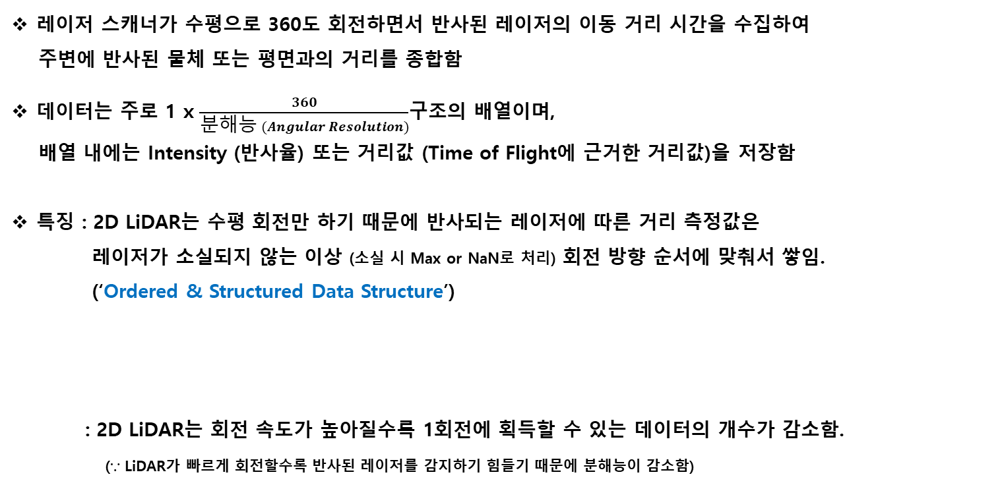 ❖ 레이저 스캐너가 수평으로 360도 회전하면서 반사된 레이저의 이동 거리 시간을 수집하여
주변에 반사된 물체 또는 평면과의 거리를 종합함
❖ 데이터는 주로 1 x 360 / 분해능 (Angular Resolution) 구조의 배열이며,
배열 내에는 Intensity (반사율) 또는 거리값 (Time of Flight에 근거한 거리값)을 저장함
❖ 특징 : 2D LiDAR는 수평 회전만 하기 때문에 반사되는 레이저에 따른 거리 측정값은
레이저가 소실되지 않는 이상 (소실 시 Max or NaN로 처리) 회전 방향 순서에 맞춰서 쌓임.
(‘Ordered & Structured Data Structure’)
: 2D LiDAR는 회전 속도가 높아질수록 1회전에 획득할 수 있는 데이터의 개수가 감소함.
(∵ LiDAR가 빠르게 회전할수록 반사된 레이저를 감지하기 힘들기 때문에 분해능이 감소함)